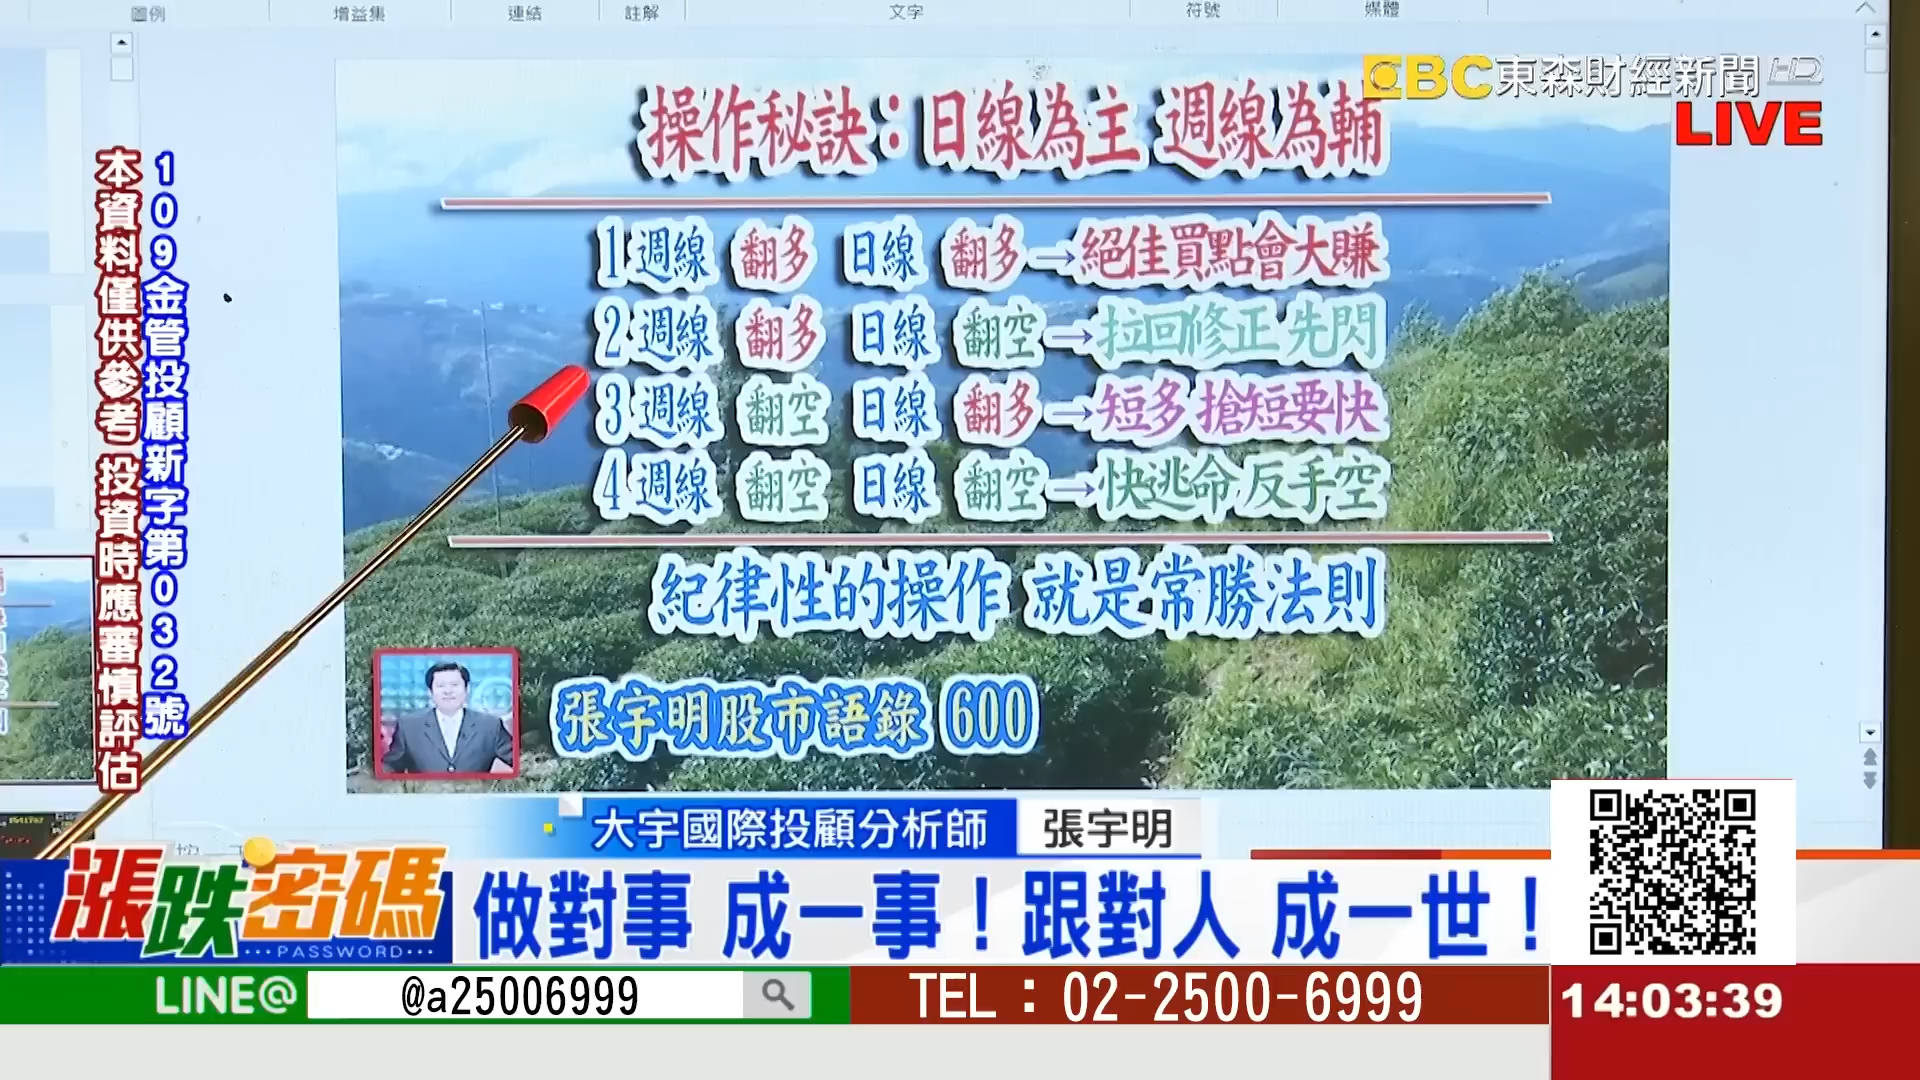 圖例 增益集 連結 註解 文字 符號 媒體
EBC東森財經新聞 HD
LIVE
操作秘訣：日線為主 週線為輔
1 週線 翻多 日線 翻多→絕佳買點會大賺
2 週線 翻多 日線 翻空→拉回修正 先閃
3 週線 翻空 日線 翻多→短多 搶短要快
4 週線 翻空 日線 翻空→快逃命 反手空
紀律性的操作 就是常勝法則
張宇明股市語錄 600
109金管投顧新字第032號
本資料僅供參考 投資時應審慎評估
大宇國際投顧分析師 張宇明
漲跌密碼
PASSWORD
做對事 成一事！跟對人 成一世！
LINE@ @a25006999 TEL：02-2500-6999
14:03:39